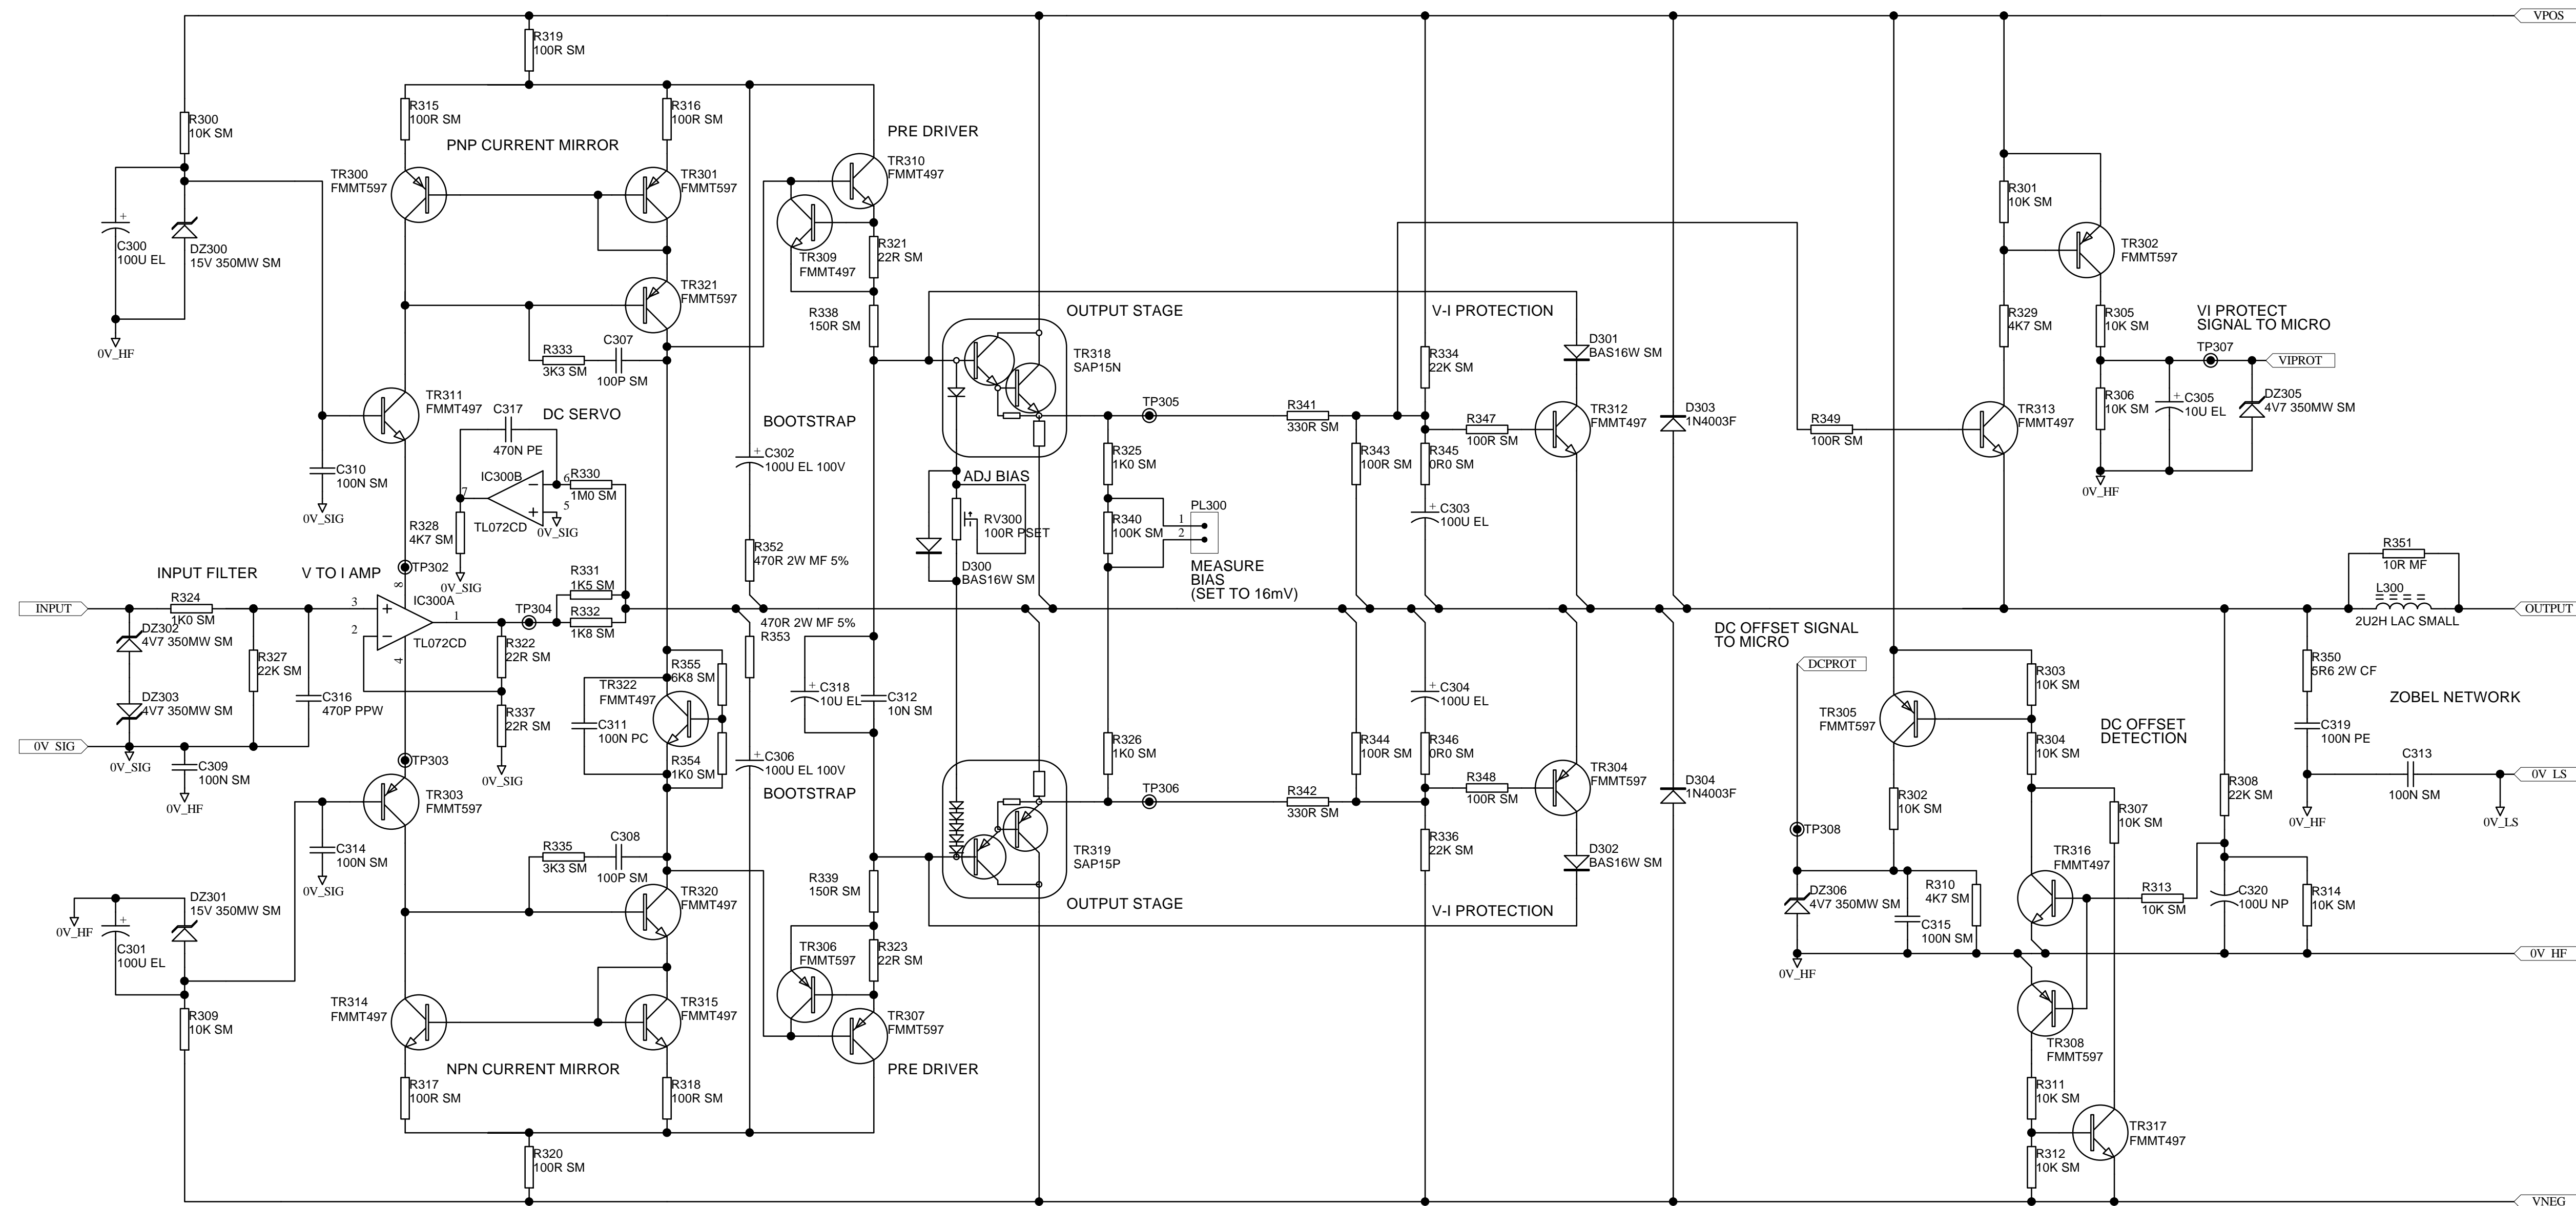 VPOS
R319
100R SM
R315
100R SM
R316
100R SM
R300
10K SM
PNP CURRENT MIRROR
PRE DRIVER
TR300
FMMT597
TR301
FMMT597
TR310
FMMT497
R301
10K SM
+
C300
100U EL
DZ300
15V 350MW SM
TR309
FMMT497
R321
22R SM
TR302
FMMT597
TR321
FMMT597
0V_HF
R338
150R SM
OUTPUT STAGE
V-I PROTECTION
R329
4K7 SM
R305
10K SM
VI PROTECT
SIGNAL TO MICRO
R333
3K3 SM
C307
100P SM
TR318
SAP15N
R334
22K SM
D301
BAS16W SM
TP307
VIPROT
TR311
FMMT497
C317
470N PE
DC SERVO
BOOTSTRAP
TP305
R341
330R SM
R347
100R SM
TR312
FMMT497
D303
1N4003F
R349
100R SM
TR313
FMMT497
R306
10K SM
+
C305
10U EL
DZ305
4V7 350MW SM
C310
100N SM
0V_SIG
IC300B
TL072CD
6
5
7
R330
1M0 SM
0V_SIG
+
C302
100U EL 100V
ADJ BIAS
R325
1K0 SM
R343
100R SM
R345
0R0 SM
0V_HF
R328
4K7 SM
0V_SIG
RV300
100R PSET
R340
100K SM
PL300
1
2
+
C303
100U EL
R352
470R 2W MF 5%
D300
BAS16W SM
MEASURE
BIAS
(SET TO 16mV)
R351
10R MF
INPUT FILTER
V TO I AMP
TP302
8
R331
1K5 SM
L300
2U2H LAC SMALL
INPUT
R324
1K0 SM
3
2
IC300A
TL072CD
1
4
TP304
R332
1K8 SM
OUTPUT
DZ302
4V7 350MW SM
R327
22K SM
R322
22R SM
470R 2W MF 5%
R353
DC OFFSET SIGNAL
TO MICRO
DCPROT
DZ303
4V7 350MW SM
C316
470P PPW
R337
22R SM
TR322
FMMT497
R355
6K8 SM
+
C318
10U EL
C312
10N SM
+
C304
100U EL
R303
10K SM
R350
5R6 2W CF
ZOBEL NETWORK
TR305
FMMT597
DC OFFSET
DETECTION
0V SIG
0V_SIG
C309
100N SM
0V_HF
TP303
0V_SIG
C311
100N PC
R354
1K0 SM
+
C306
100U EL 100V
BOOTSTRAP
R326
1K0 SM
R344
100R SM
R346
0R0 SM
R304
10K SM
C319
100N PE
C313
100N SM
0V LS
TR303
FMMT597
TP306
R342
330R SM
R348
100R SM
TR304
FMMT597
D304
1N4003F
R302
10K SM
R307
10K SM
R308
22K SM
0V_HF
0V_LS
C314
100N SM
0V_SIG
R335
3K3 SM
C308
100P SM
TR319
SAP15P
R336
22K SM
D302
BAS16W SM
TP308
TR316
FMMT497
R339
150R SM
OUTPUT STAGE
V-I PROTECTION
DZ301
15V 350MW SM
TR320
FMMT497
DZ306
4V7 350MW SM
R310
4K7 SM
C315
100N SM
R313
10K SM
C320
100U NP
R314
10K SM
0V_HF
+
C301
100U EL
TR306
FMMT597
R323
22R SM
0V_HF
0V HF
R309
10K SM
TR314
FMMT497
TR315
FMMT497
TR307
FMMT597
TR308
FMMT597
NPN CURRENT MIRROR
PRE DRIVER
R317
100R SM
R318
100R SM
R311
10K SM
TR317
FMMT497
R320
100R SM
R312
10K SM
VNEG